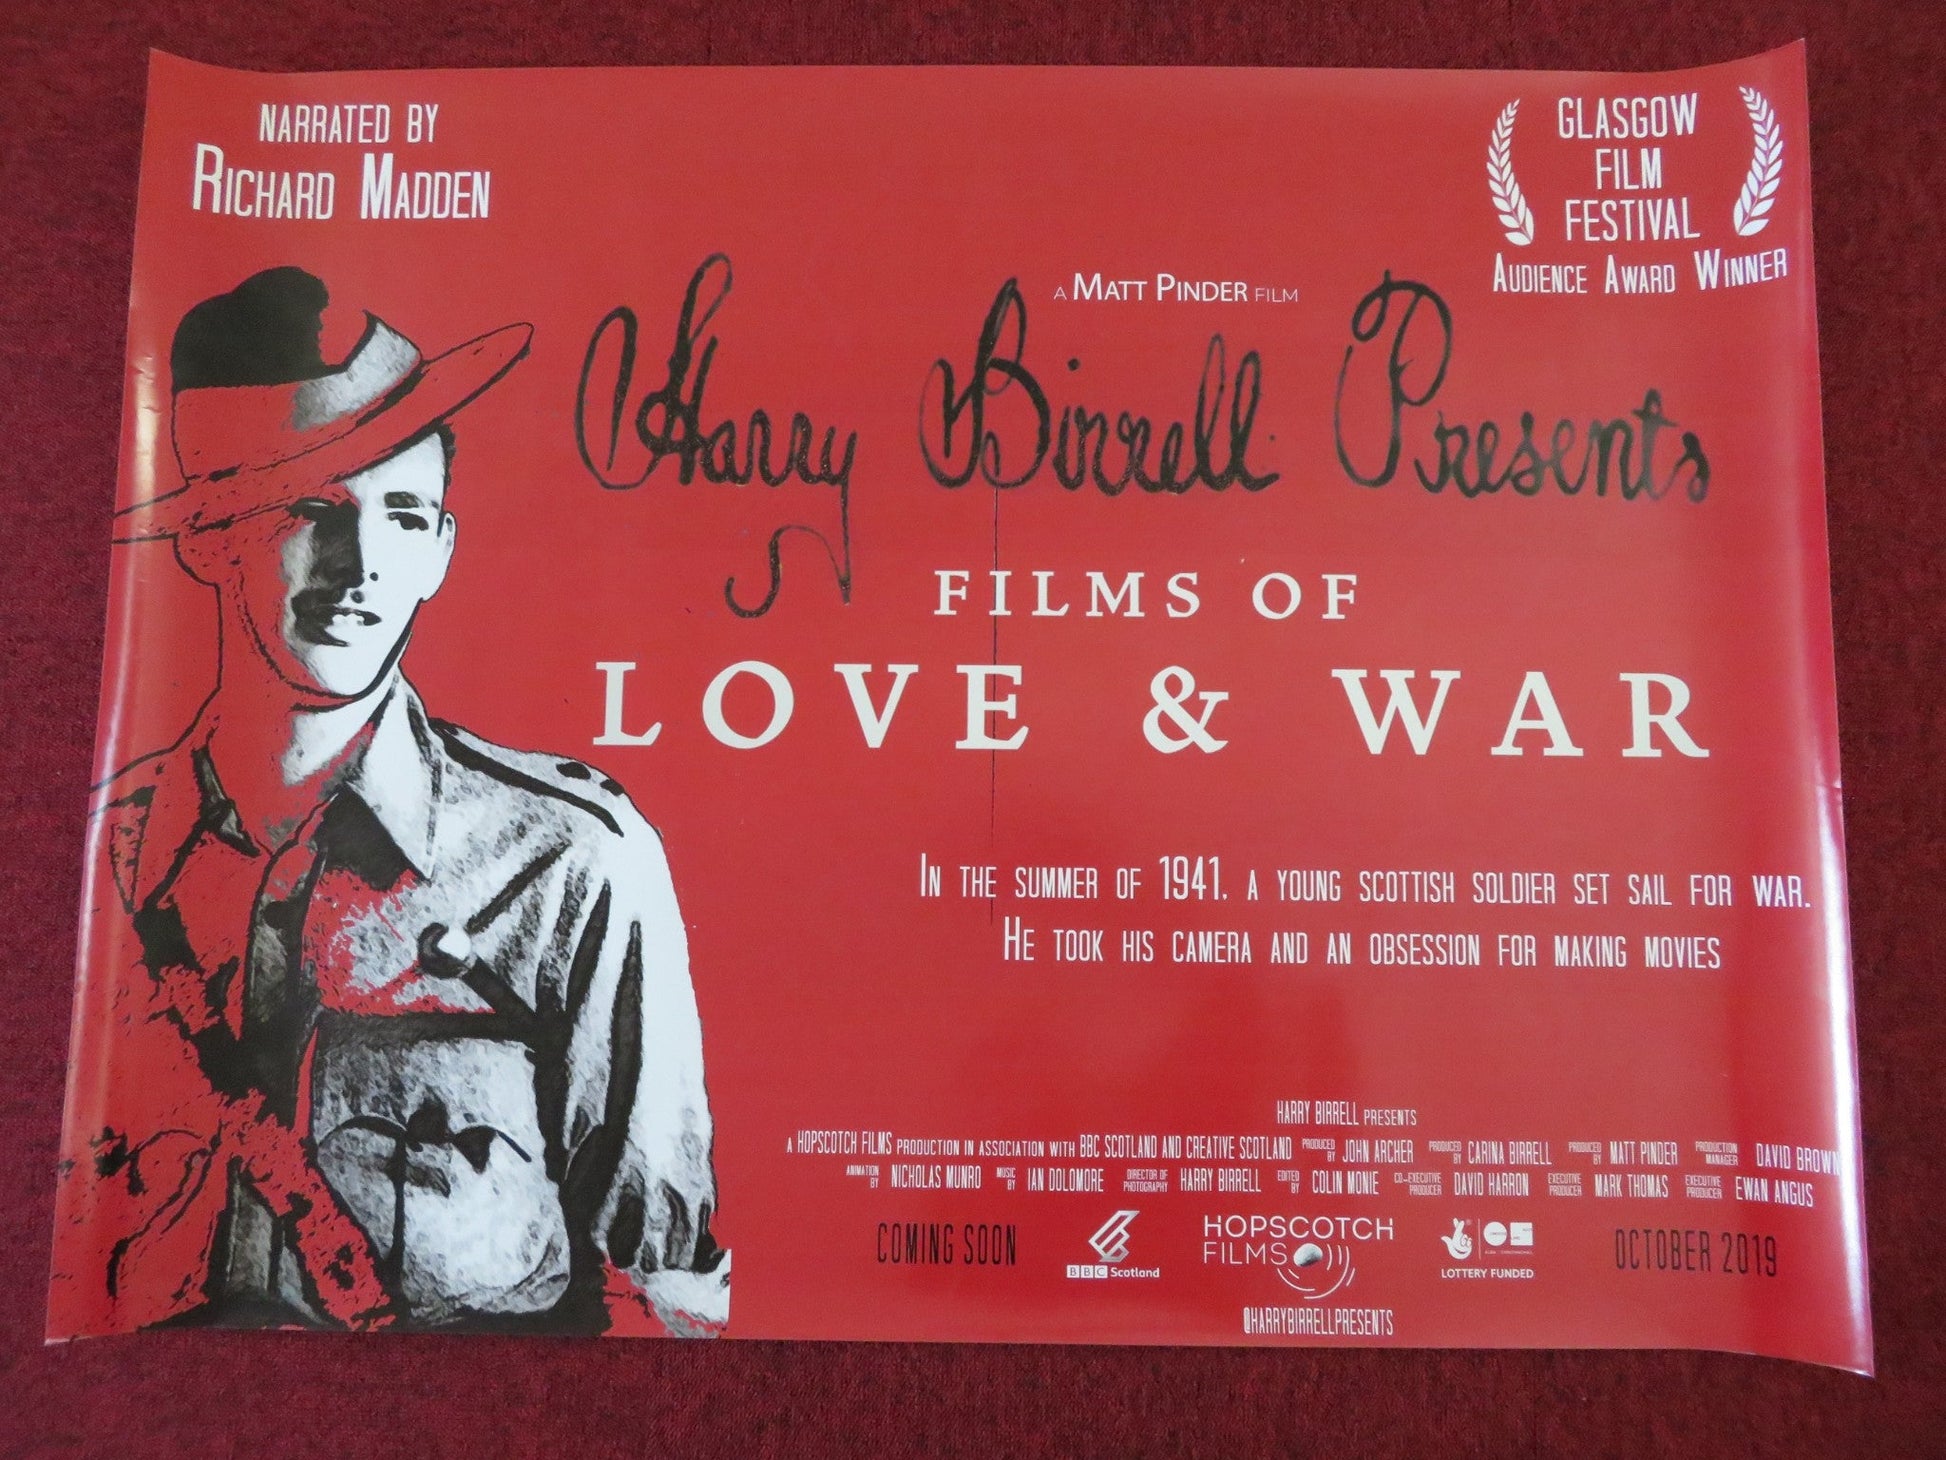 NARRATED BY
RICHARD MADDEN
GLASGOW
FILM
FESTIVAL
AUDIENCE AWARD WINNER
A MATT PINDER FILM
Harry Birrell Presents
FILMS OF
LOVE & WAR
IN THE SUMMER OF 1941, A YOUNG SCOTTISH SOLDIER SET SAIL FOR WAR.
HE TOOK HIS CAMERA AND AN OBSESSION FOR MAKING MOVIES
HARRY BIRRELL PRESENTS
A HOPSCOTCH FILMS PRODUCTION IN ASSOCIATION WITH BBC SCOTLAND AND CREATIVE SCOTLAND PRODUCED BY JOHN ARCHER PRODUCED BY CARINA BIRRELL PRODUCED BY MATT PINDER PRODUCTION MANAGER DAVID BROWN
ANIMATION BY NICHOLAS MUNRO MUSIC BY IAN DOLOMORE DIRECTOR OF PHOTOGRAPHY HARRY BIRRELL EDITED BY COLIN MONIE CO-EXECUTIVE PRODUCER DAVID HARRON EXECUTIVE PRODUCER MARK THOMAS EXECUTIVE PRODUCER EWAN ANGUS
COMING SOON
BBC Scotland
HOPSCOTCH
FILMS
LOTTERY FUNDED
OCTOBER 2019
@HARRYBIRRELLPRESENTS